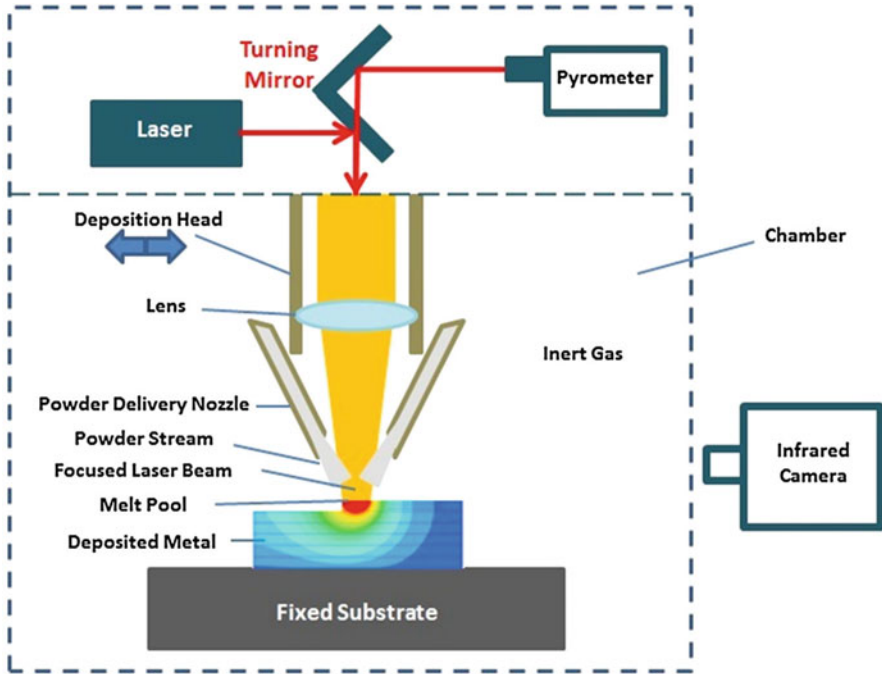 Turning
Mirror
Pyrometer
Laser
Deposition Head
Chamber
Lens
Inert Gas
Powder Delivery Nozzle
Powder Stream
Infrared
Camera
Focused Laser Beam
Melt Pool
Deposited Metal
Fixed Substrate